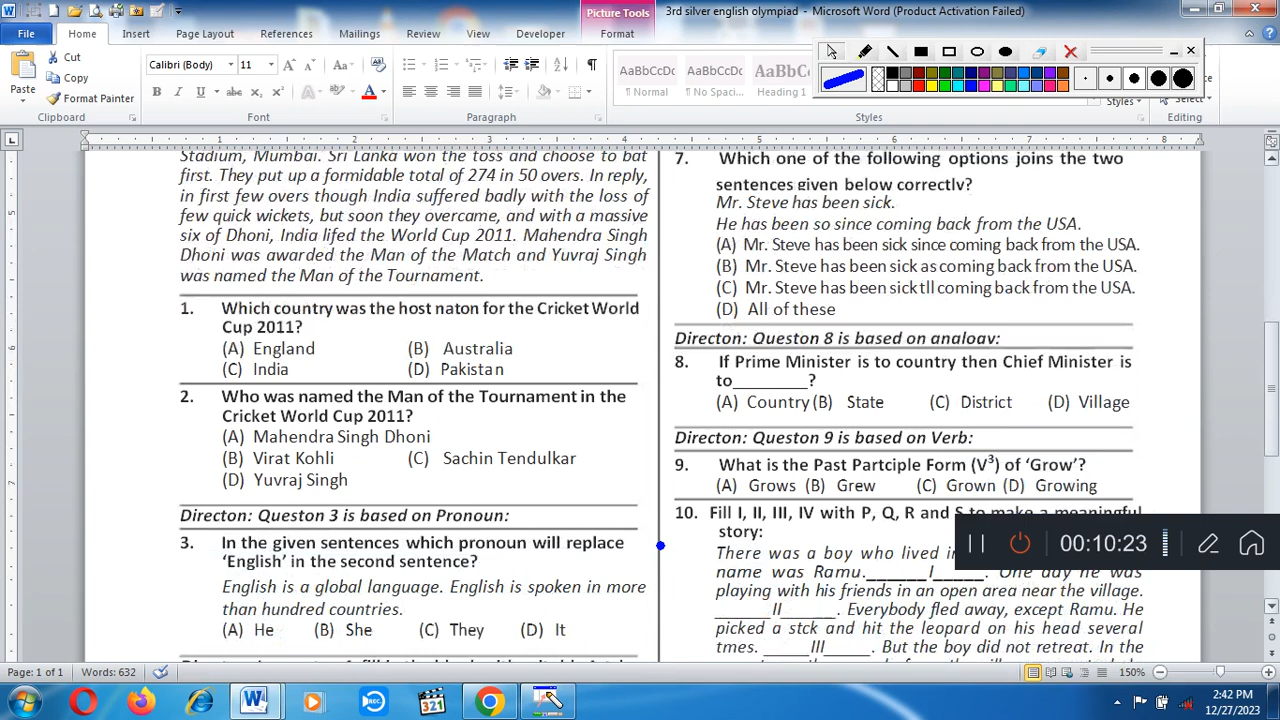 3rd silver english olympiad - Microsoft Word (Product Activation Failed)
Picture Tools
File Home Insert Page Layout References Mailings Review View Developer Format
Paste
Cut
Copy
Format Painter
Clipboard
Calibri (Body) 11
Font
Paragraph
AaBbCcDc AaBbCcDc AaBbC
¶ Normal ¶ No Spaci... Heading 1
Styles
Styles
Select
Editing
Stadium, Mumbai. Sri Lanka won the toss and choose to bat
first. They put up a formidable total of 274 in 50 overs. In reply,
in first few overs though India suffered badly with the loss of
few quick wickets, but soon they overcame, and with a massive
six of Dhoni, India lifed the World Cup 2011. Mahendra Singh
Dhoni was awarded the Man of the Match and Yuvraj Singh
was named the Man of the Tournament.
1. Which country was the host naton for the Cricket World
Cup 2011?
(A) England (B) Australia
(C) India (D) Pakistan
2. Who was named the Man of the Tournament in the
Cricket World Cup 2011?
(A) Mahendra Singh Dhoni
(B) Virat Kohli (C) Sachin Tendulkar
(D) Yuvraj Singh
Directon: Queston 3 is based on Pronoun:
3. In the given sentences which pronoun will replace
‘English’ in the second sentence?
English is a global language. English is spoken in more
than hundred countries.
(A) He (B) She (C) They (D) It
7. Which one of the following options joins the two
sentences given below correctly?
Mr. Steve has been sick.
He has been so since coming back from the USA.
(A) Mr. Steve has been sick since coming back from the USA.
(B) Mr. Steve has been sick as coming back from the USA.
(C) Mr. Steve has been sick tll coming back from the USA.
(D) All of these
Directon: Queston 8 is based on analogy:
8. If Prime Minister is to country then Chief Minister is
to________?
(A) Country (B) State (C) District (D) Village
Directon: Queston 9 is based on Verb:
9. What is the Past Partciple Form (V3) of ‘Grow’?
(A) Grows (B) Grew (C) Grown (D) Growing
10. Fill I, II, III, IV with P, Q, R and S to make a meaningful
story:
There was a boy who lived in
name was Ramu.______I_____. One day he was
playing with his friends in an open area near the village.
______II______. Everybody fled away, except Ramu. He
picked a stck and hit the leopard on his head several
tmes. _____III_____. But the boy did not retreat. In the
00:10:23
Page: 1 of 1 Words: 632 150%
2:42 PM
12/27/2023